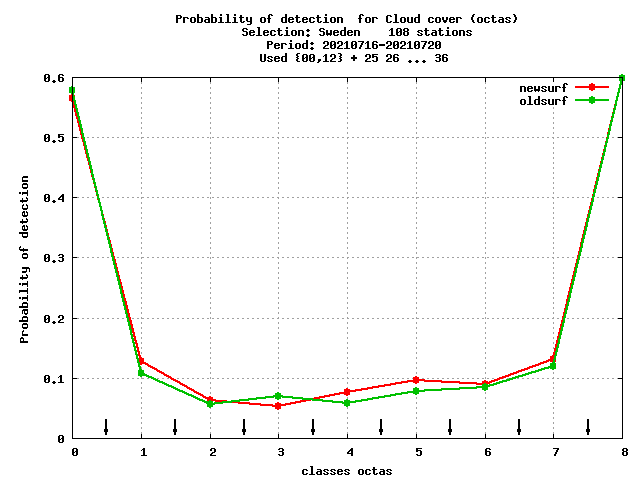 Probability of detection  for Cloud cover (octas)
Selection: Sweden    108 stations
Period: 20210716-20210720
Used {00,12} + 25 26 ... 36
newsurf
oldsurf
0.6
0.5
0.4
0.3
0.2
0.1
0
Probability of detection
0 1 2 3 4 5 6 7 8
classes octas